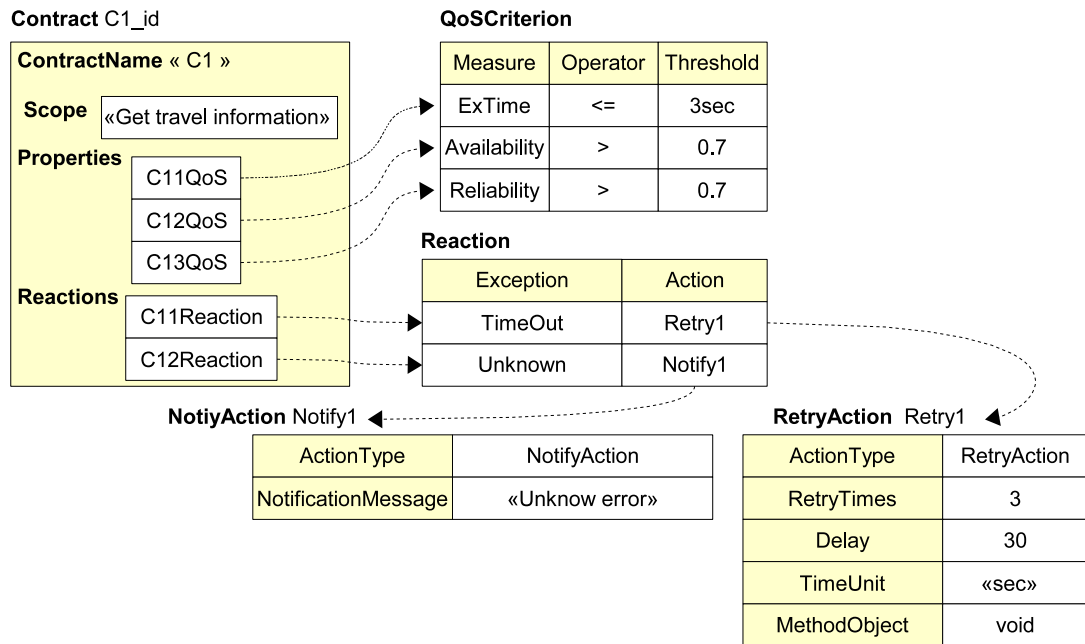 Contract C1_id
ContractName « C1 »
Scope «Get travel information»
Properties
C11QoS
C12QoS
C13QoS
Reactions
C11Reaction
C12Reaction
QoSCriterion
Measure Operator Threshold
ExTime <= 3sec
Availability > 0.7
Reliability > 0.7
Reaction
Exception Action
TimeOut Retry1
Unknown Notify1
NotiyAction Notify1
ActionType NotifyAction
NotificationMessage «Unknow error»
RetryAction Retry1
ActionType RetryAction
RetryTimes 3
Delay 30
TimeUnit «sec»
MethodObject void